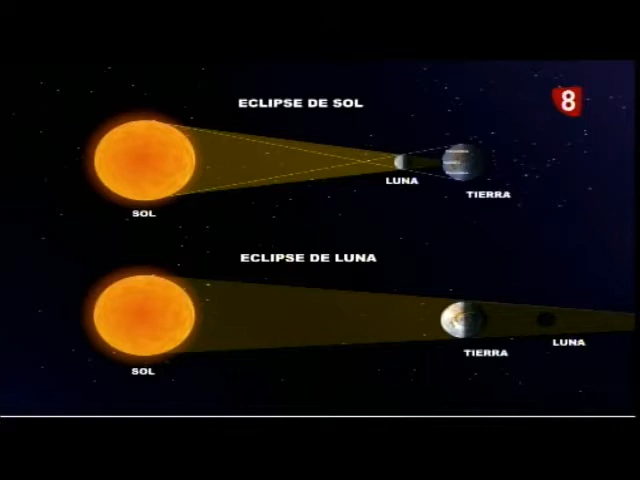 ECLIPSE DE SOL
8
LUNA
TIERRA
SOL
ECLIPSE DE LUNA
LUNA
TIERRA
SOL